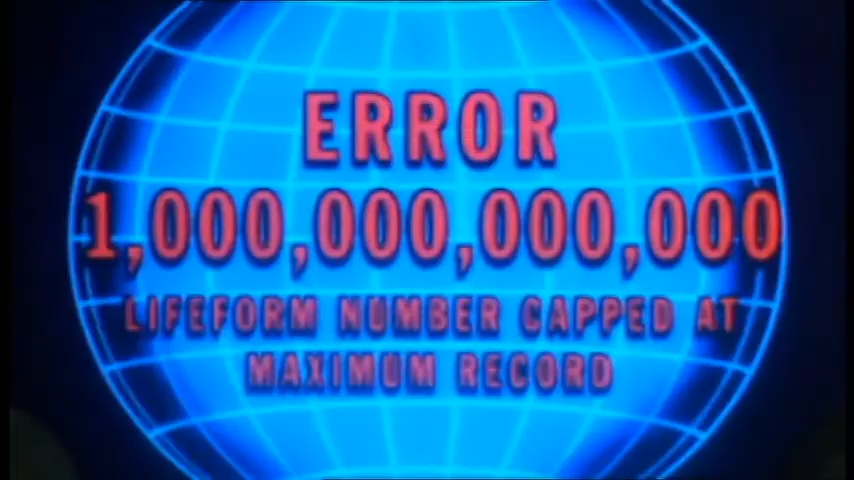 ERROR
1,000,000,000,000
LIFEFORM NUMBER CAPPED AT
MAXIMUM RECORD